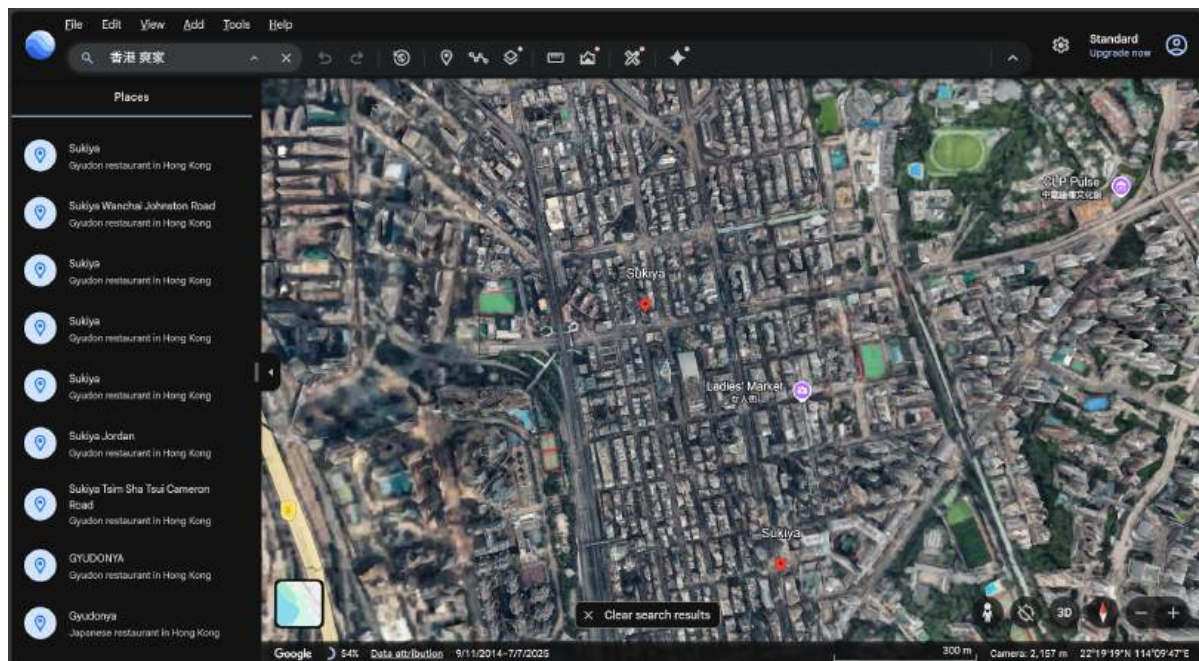 File Edit View Add Tools Help
香港 爽家
Standard
Upgrade now
Places
Sukiya
Gyudon restaurant in Hong Kong
Sukiya Wanchai Johnston Road
Gyudon restaurant in Hong Kong
Sukiya
Gyudon restaurant in Hong Kong
Sukiya
Gyudon restaurant in Hong Kong
Sukiya
Gyudon restaurant in Hong Kong
Sukiya Jordan
Gyudon restaurant in Hong Kong
Sukiya Tsim Sha Tsui Cameron
Road
Gyudon restaurant in Hong Kong
GYUDONYA
Gyudon restaurant in Hong Kong
Gyudonya
Japanese restaurant in Hong Kong
CLP Pulse
Sukiya
Ladies' Market
女人街
Sukiya
Clear search results
3D
Google 54% Data attribution 9/11/2014-7/7/2025 300 m Camera: 2,157 m 22°19'19"N 114°09'47"E